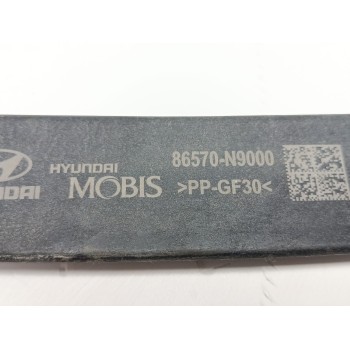 HYUNDAI
MOBIS
86570-N9000
>PP-GF30<